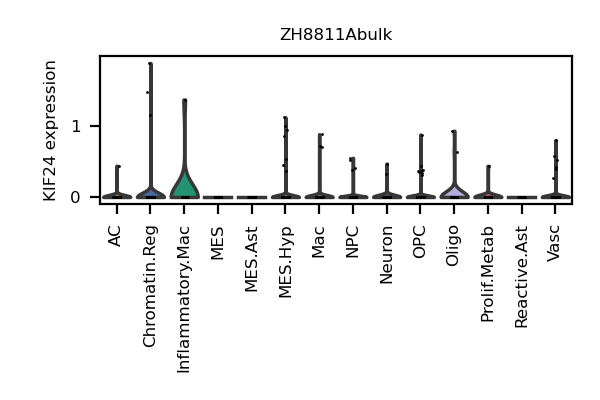 ZH8811Abulk
KIF24 expression
1
0
AC
Chromatin.Reg
Inflammatory.Mac
MES
MES.Ast
MES.Hyp
Mac
NPC
Neuron
OPC
Oligo
Prolif.Metab
Reactive.Ast
Vasc